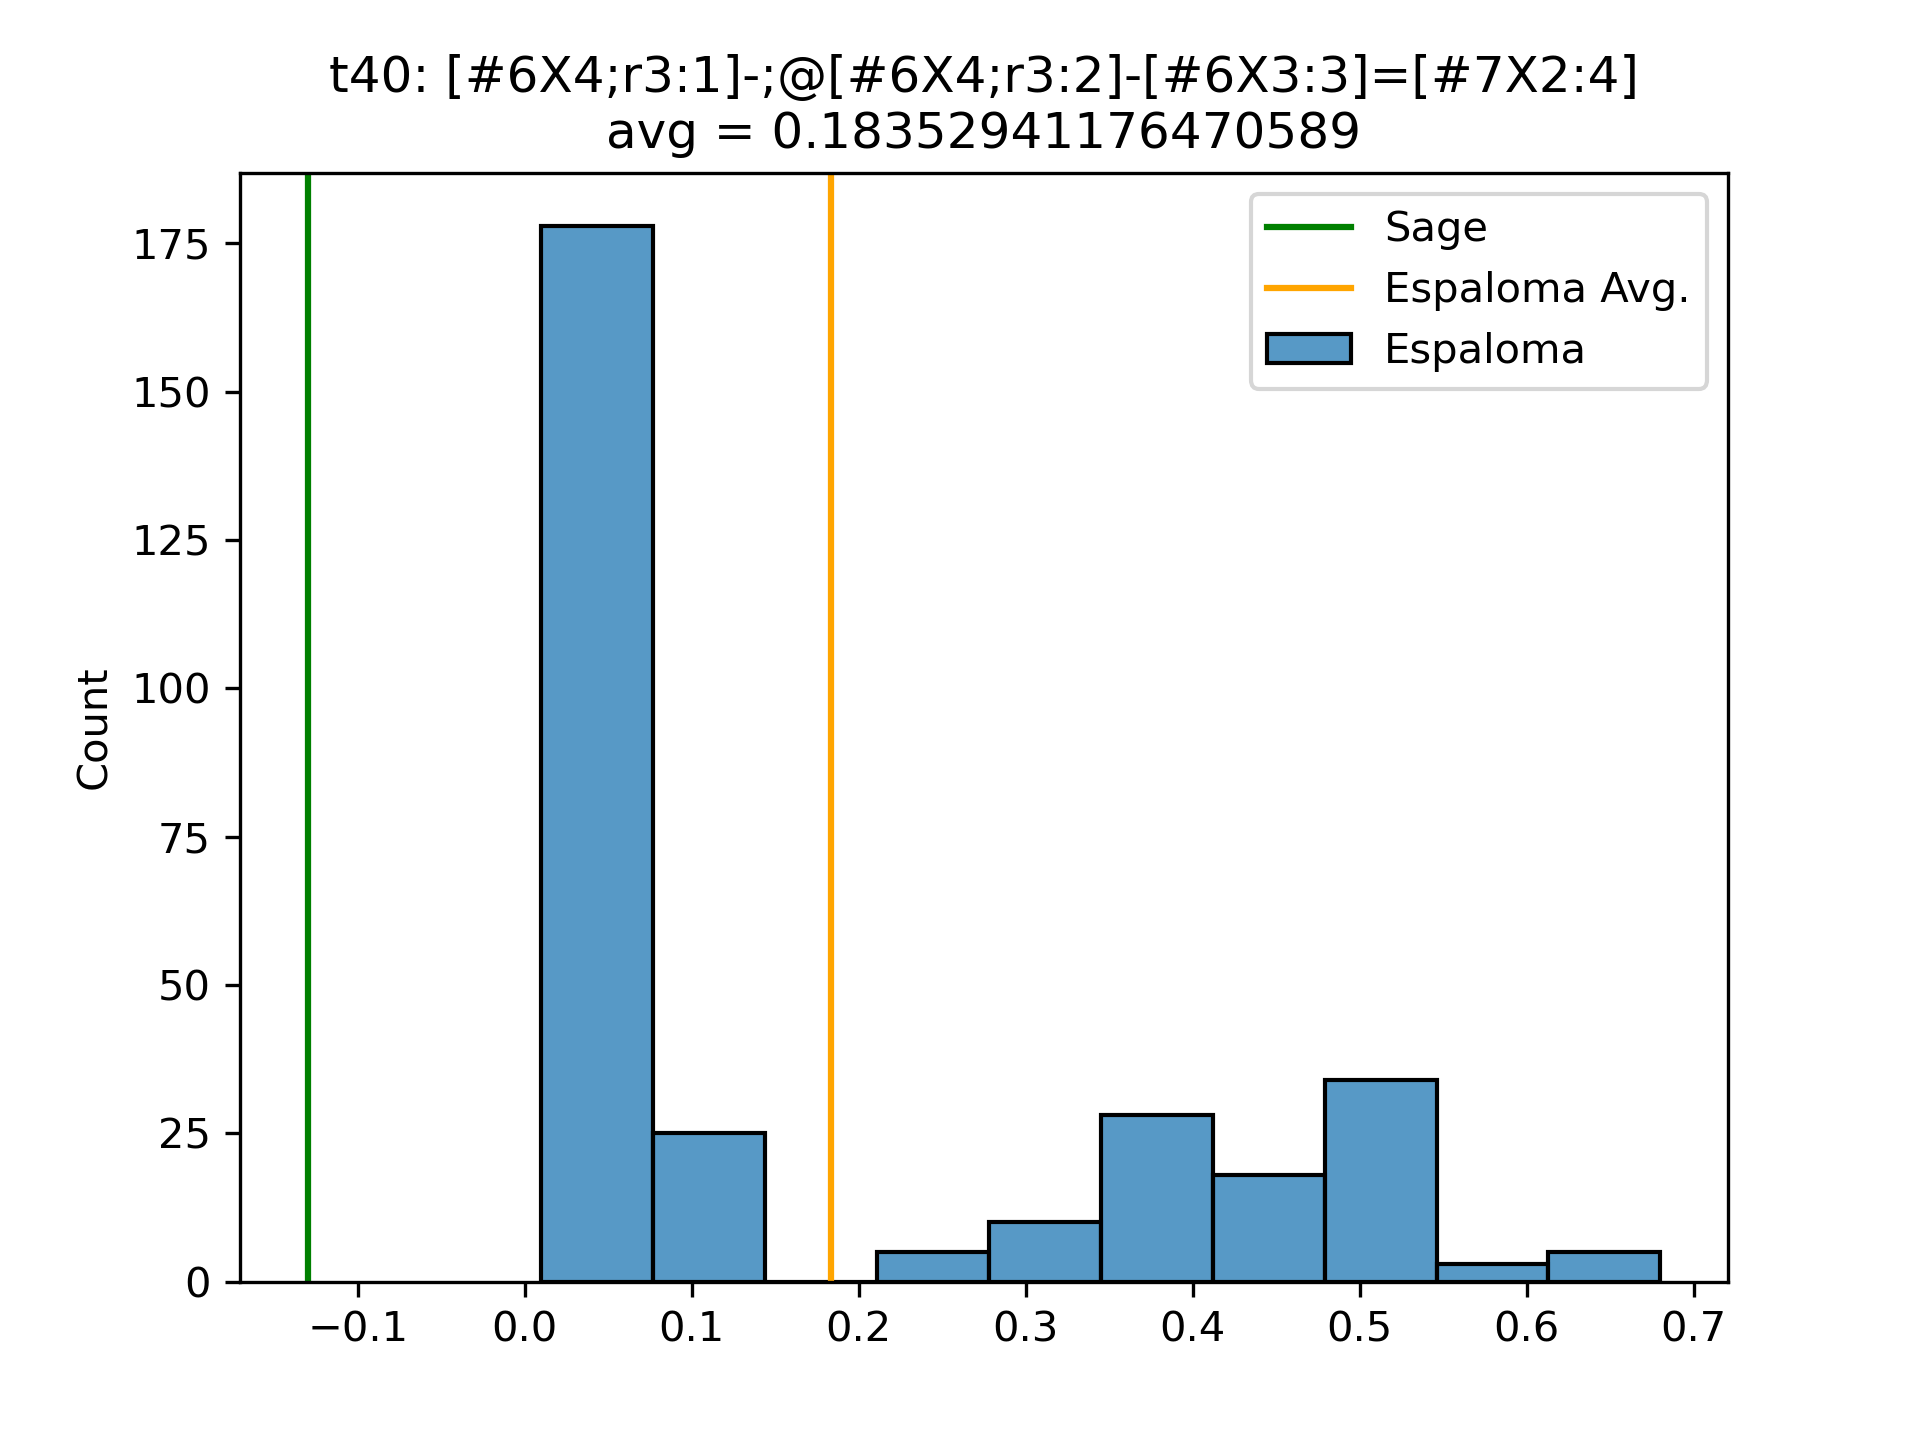 t40: [#6X4;r3:1]-;@[#6X4;r3:2]-[#6X3:3]=[#7X2:4]
avg = 0.18352941176470589
Sage
Espaloma Avg.
Espaloma
Count
175
150
125
100
75
50
25
0
−0.1
0.0
0.1
0.2
0.3
0.4
0.5
0.6
0.7